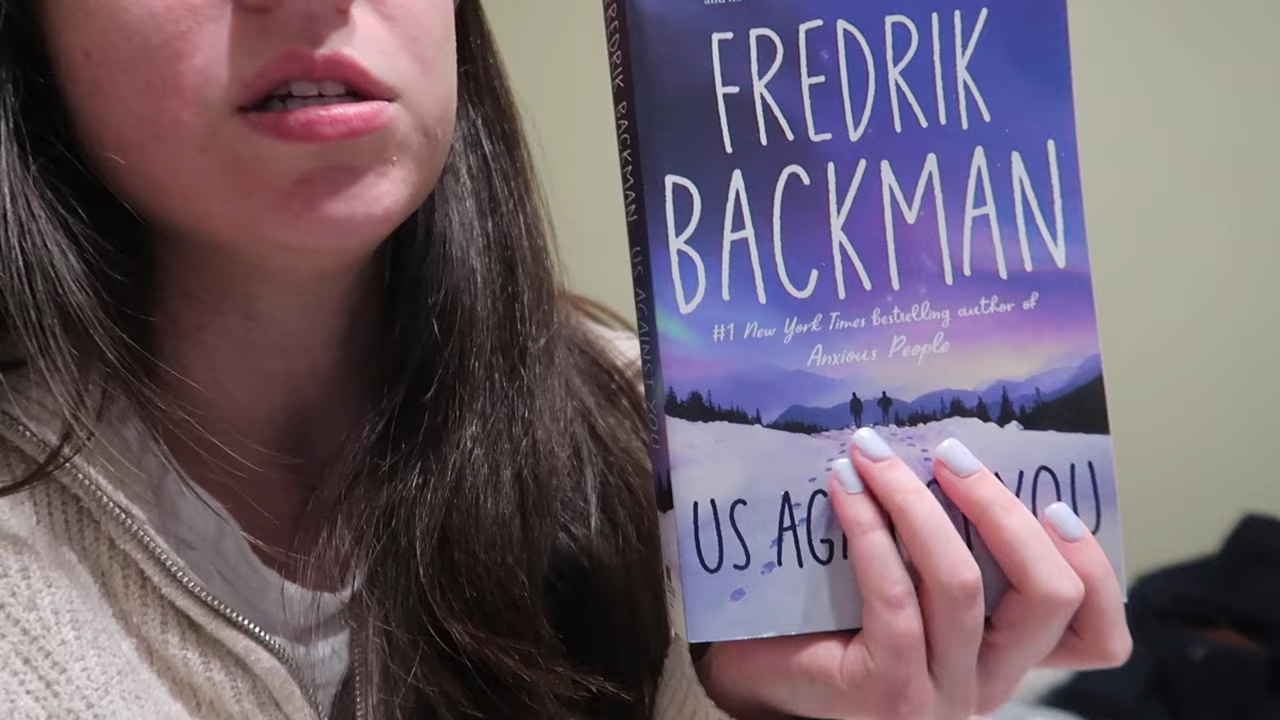 FREDRIK
BACKMAN
#1 New York Times bestselling author of
Anxious People
US AG YOU
FREDRIK BACKMAN US AGAINST YOU